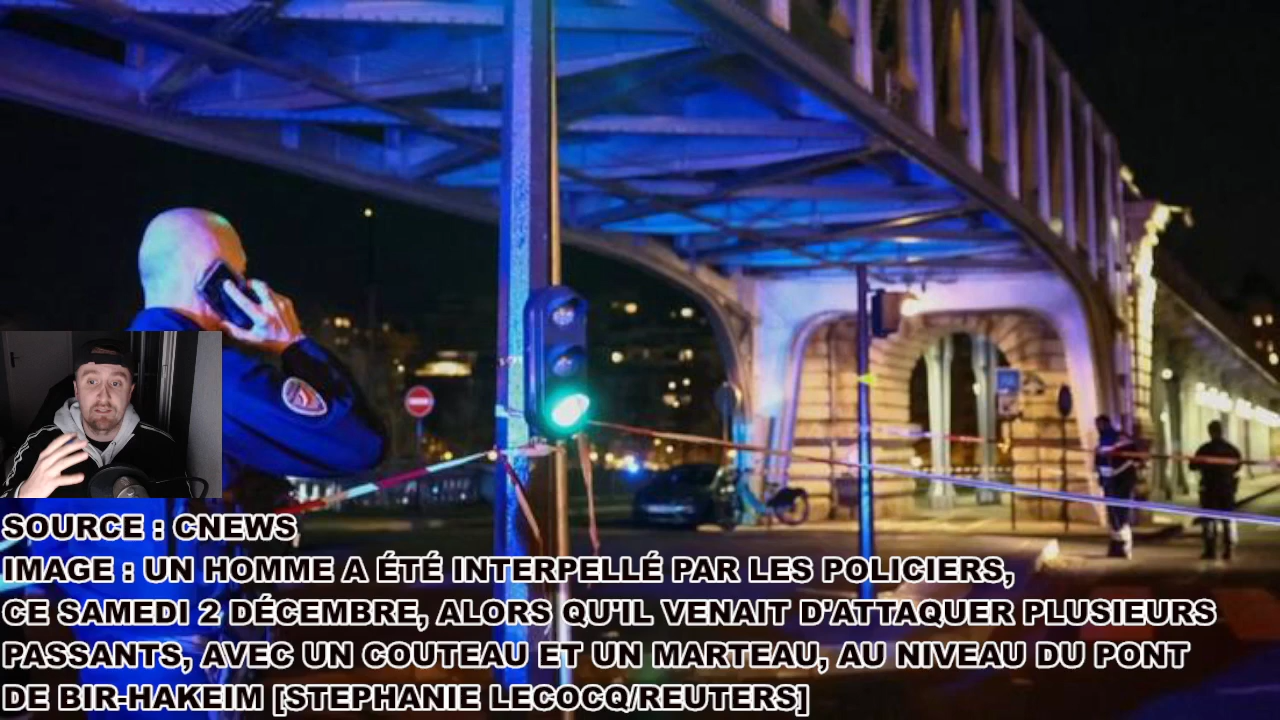 SOURCE : CNEWS
IMAGE : UN HOMME A ÉTÉ INTERPELLÉ PAR LES POLICIERS,
CE SAMEDI 2 DÉCEMBRE, ALORS QU'IL VENAIT D'ATTAQUER PLUSIEURS
PASSANTS, AVEC UN COUTEAU ET UN MARTEAU, AU NIVEAU DU PONT
DE BIR-HAKEIM [STEPHANIE LECOCQ/REUTERS]